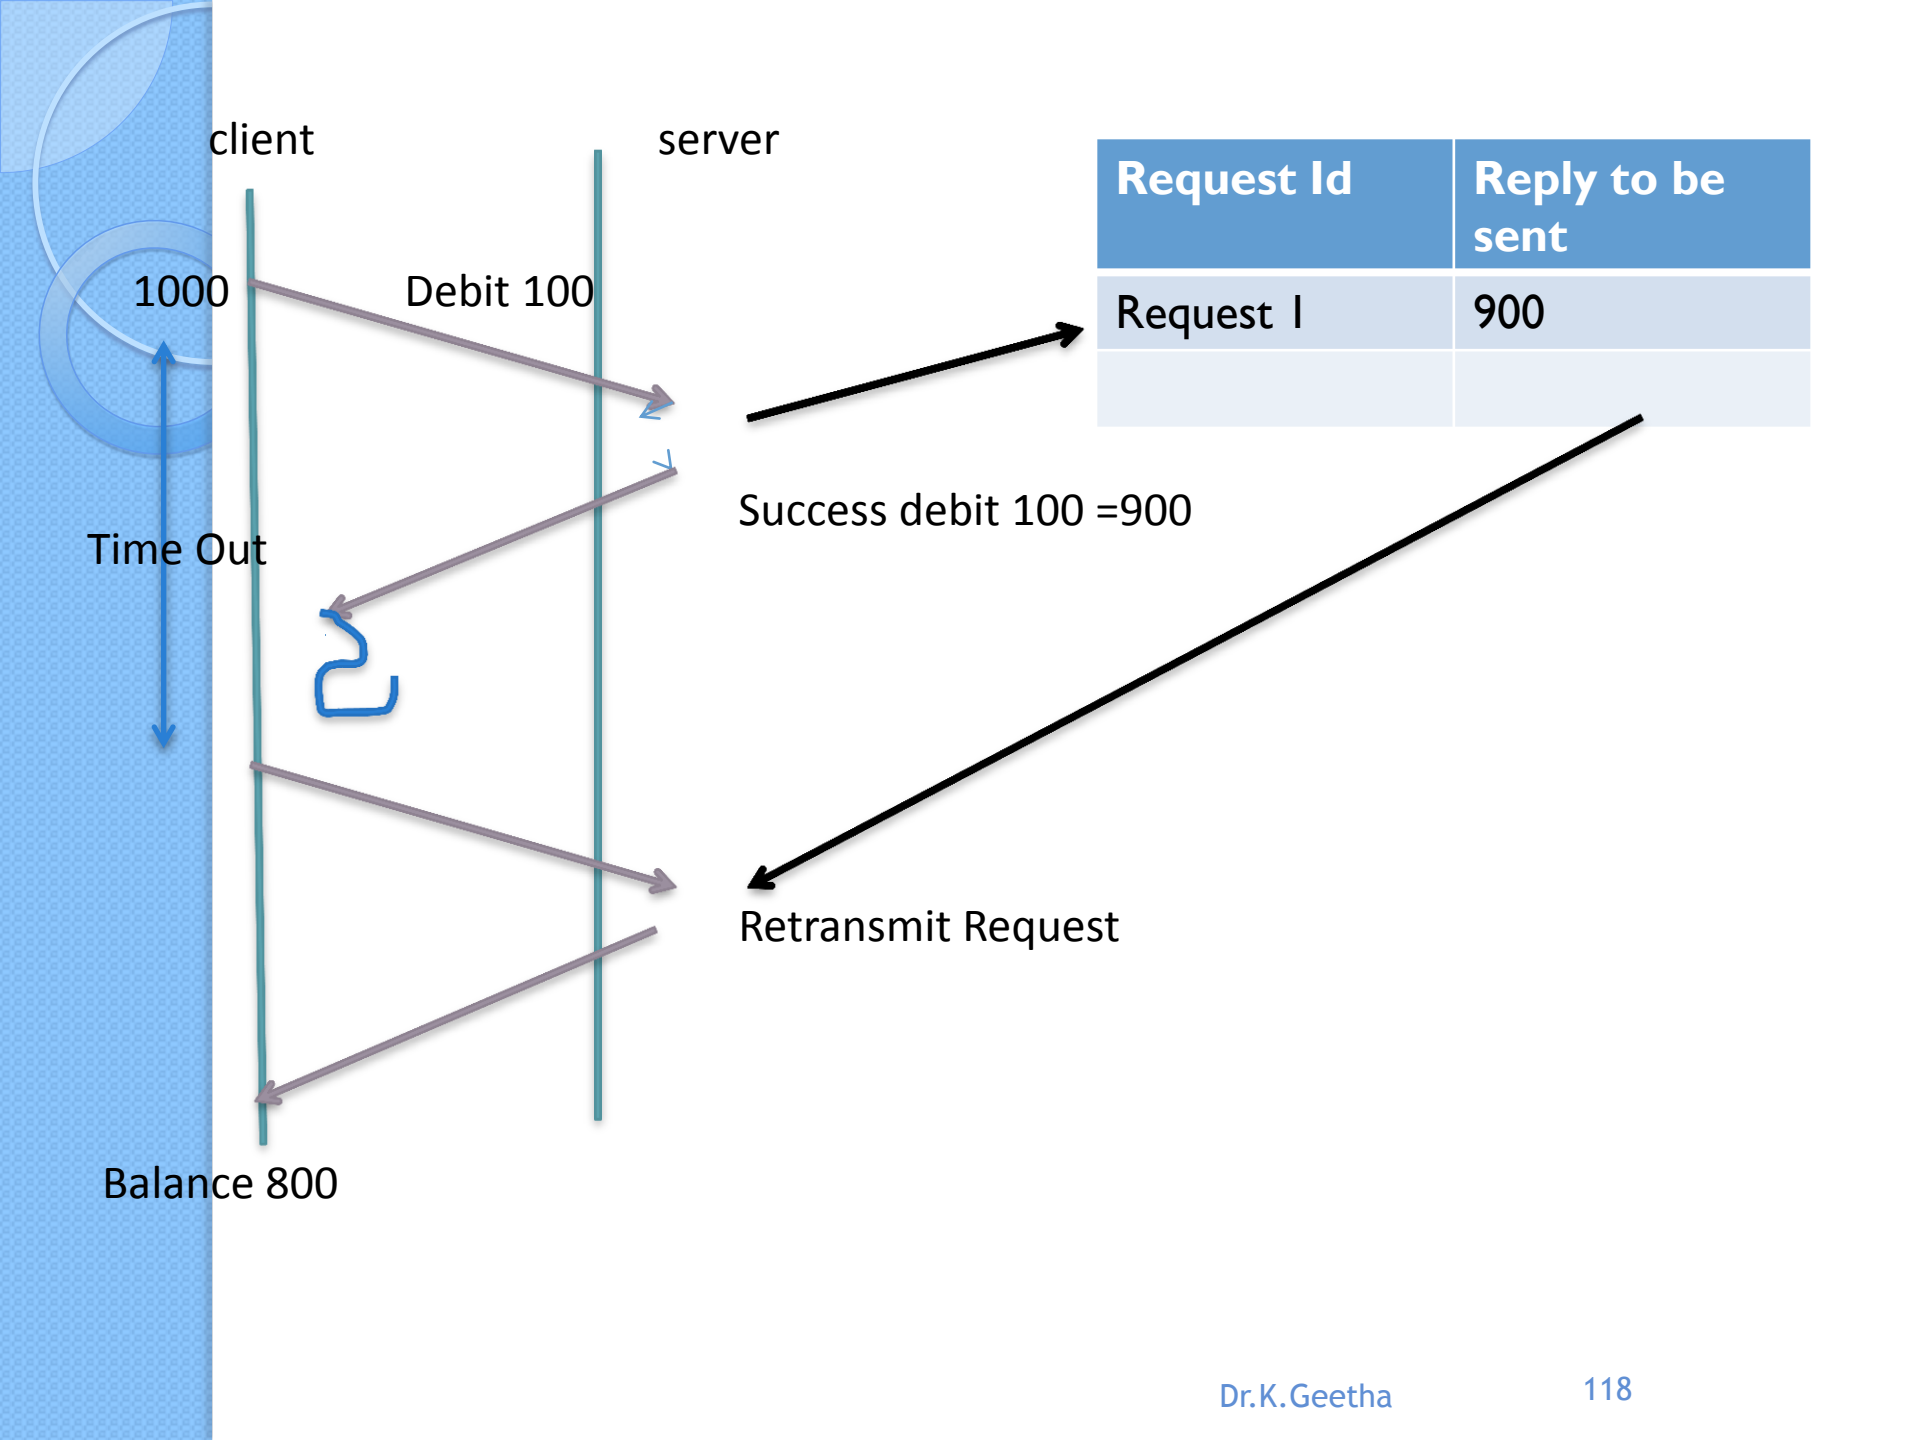 client
server
Request Id
Reply to be
sent
1000
Debit 100
Request 1
900
Success debit 100 =900
Time Out
Retransmit Request
Balance 800
Dr.K.Geetha
118